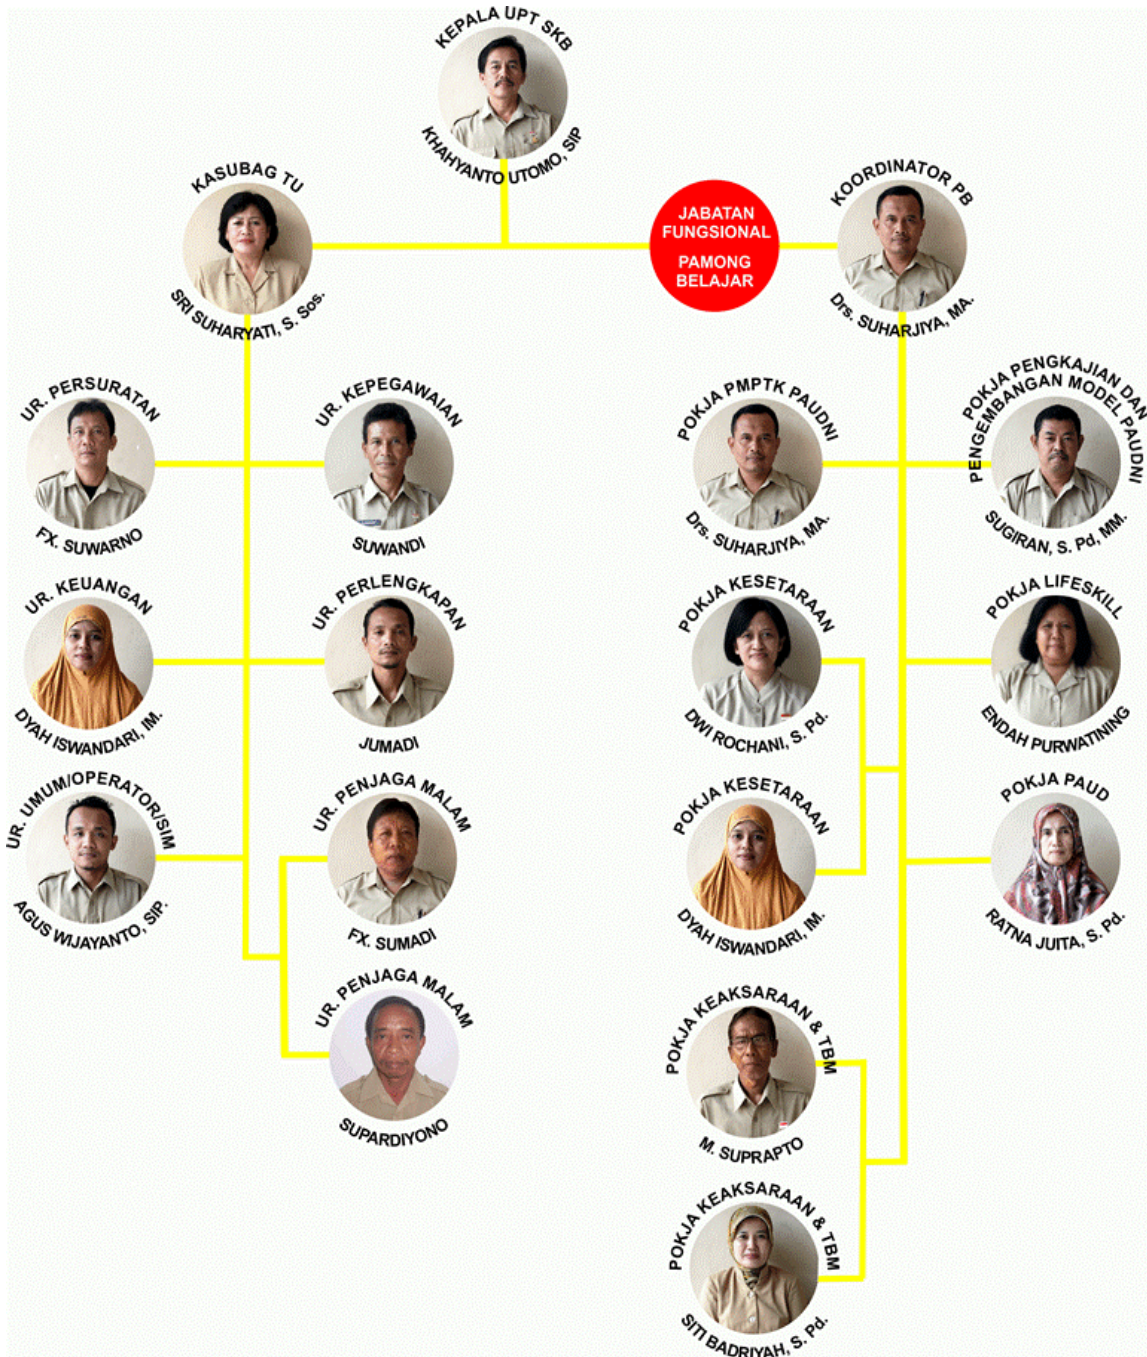 KEPALA UPT SKB
KHAHYANTO UTOMO, SIP
KASUBAG TU
SRI SUHARYATI, S. Sos.
JABATAN
FUNGSIONAL
PAMONG
BELAJAR
KOORDINATOR PB
Drs. SUHARJIYA, MA.
UR. PERSURATAN
FX. SUWARNO
UR. KEPEGAWAIAN
SUWANDI
POKJA PMPTK PAUDNI
Drs. SUHARJIYA, MA.
POKJA PENGKAJIAN DAN
PENGEMBANGAN MODEL PAUDNI
SUGIRAN, S. Pd, MM.
UR. KEUANGAN
DYAH ISWANDARI, IM.
UR. PERLENGKAPAN
JUMADI
POKJA KESETARAAN
DWI ROCHANI, S. Pd.
POKJA LIFESKILL
ENDAH PURWATINING
UR. UMUM/OPERATOR/SIM
AGUS WIJAYANTO, SIP.
UR. PENJAGA MALAM
FX. SUMADI
POKJA KESETARAAN
DYAH ISWANDARI, IM.
POKJA PAUD
RATNA JUITA, S. Pd.
UR. PENJAGA MALAM
SUPARDIYONO
POKJA KEAKSARAAN & TBM
M. SUPRAPTO
POKJA KEAKSARAAN & TBM
SITI BADRIYAH, S. Pd.